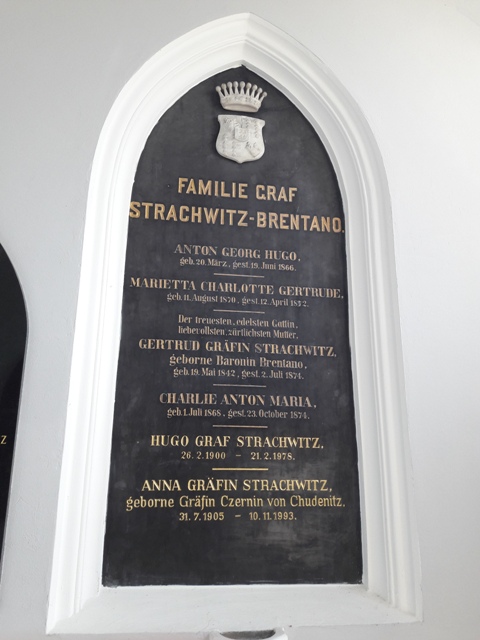 FAMILIE GRAF
STRACHWITZ-BRENTANO.
ANTON GEORG HUGO,
geb. 20. März, gest. 19. Juni 1866.
MARIETTA CHARLOTTE GERTRUDE,
geb. 11. August 1870, gest. 12. April 1872.
Der treuesten, edelsten Gattin,
liebevollsten, zärtlichsten Mutter,
GERTRUD GRÄFIN STRACHWITZ,
geborne Baronin Brentano,
geb. 19. Mai 1842, gest. 2. Juli 1874.
CHARLIE ANTON MARIA,
geb. 1. Juli 1868, gest. 23. October 1874.
HUGO GRAF STRACHWITZ,
26. 2. 1900 – 21. 2. 1978.
ANNA GRÄFIN STRACHWITZ,
geborene Gräfin Czernin von Chudenitz.
31. 7. 1905 – 10. 11. 1993.
Z